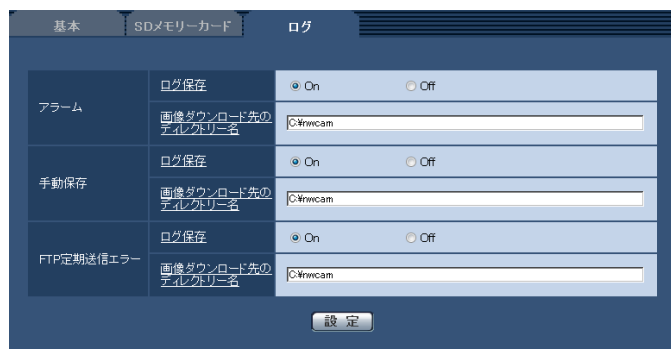 基本 SDメモリーカード ログ
アラーム
ログ保存 On Off
画像ダウンロード先の
ディレクトリー名 C:¥nwcam
手動保存
ログ保存 On Off
画像ダウンロード先の
ディレクトリー名 C:¥nwcam
FTP定期送信エラー
ログ保存 On Off
画像ダウンロード先の
ディレクトリー名 C:¥nwcam
設定